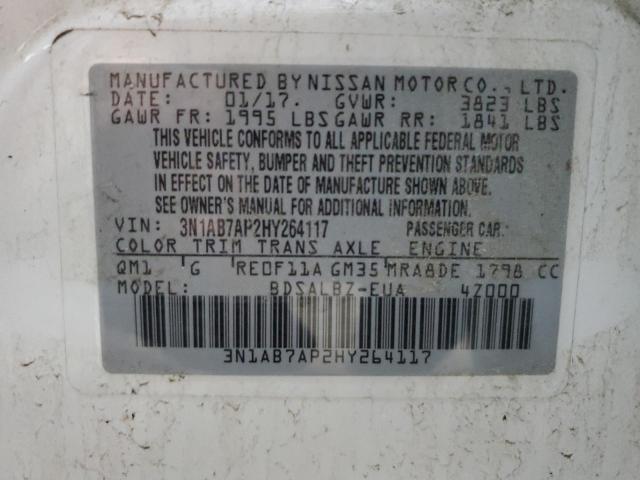 MANUFACTURED BY NISSAN MOTOR CO., LTD.
DATE: 01/17. GVWR: 3823 LBS
GAWR FR: 1995 LBS GAWR RR: 1841 LBS
THIS VEHICLE CONFORMS TO ALL APPLICABLE FEDERAL MOTOR
VEHICLE SAFETY, BUMPER AND THEFT PREVENTION STANDARDS
IN EFFECT ON THE DATE OF MANUFACTURE SHOWN ABOVE.
SEE OWNER'S MANUAL FOR ADDITIONAL INFORMATION.
VIN: 3N1AB7AP2HY264117 PASSENGER CAR.
COLOR TRIM TRANS AXLE ENGINE
QM1 G RE0F11A GM35 MRA8DE 1798 CC
MODEL: BDSALBZ-EUA 4Z000
3N1AB7AP2HY264117